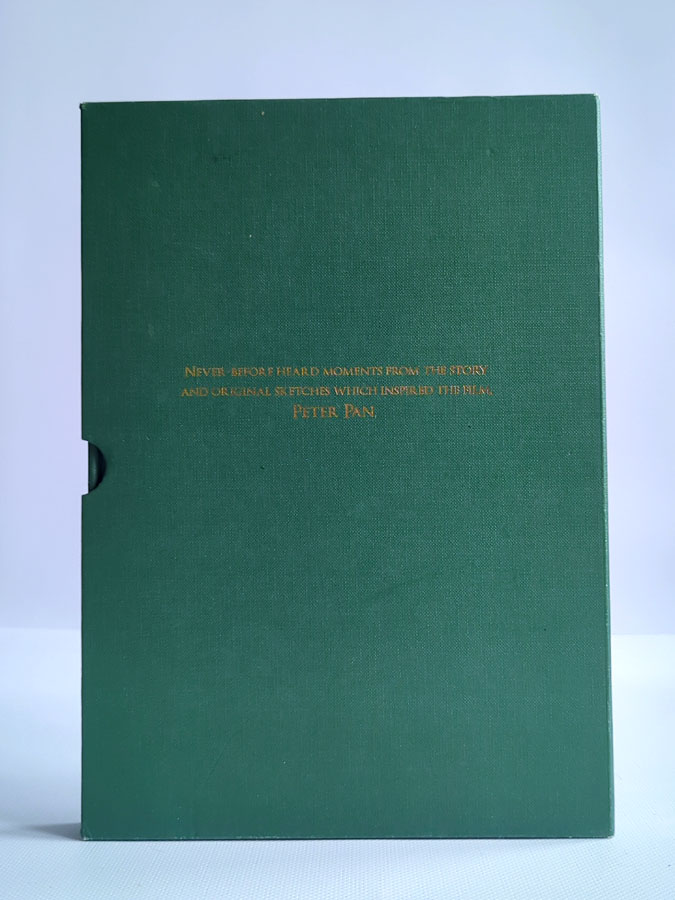 NEVER-BEFORE HEARD MOMENTS FROM THE STORY
AND ORIGINAL SKETCHES WHICH INSPIRED THE FILM,
PETER PAN.